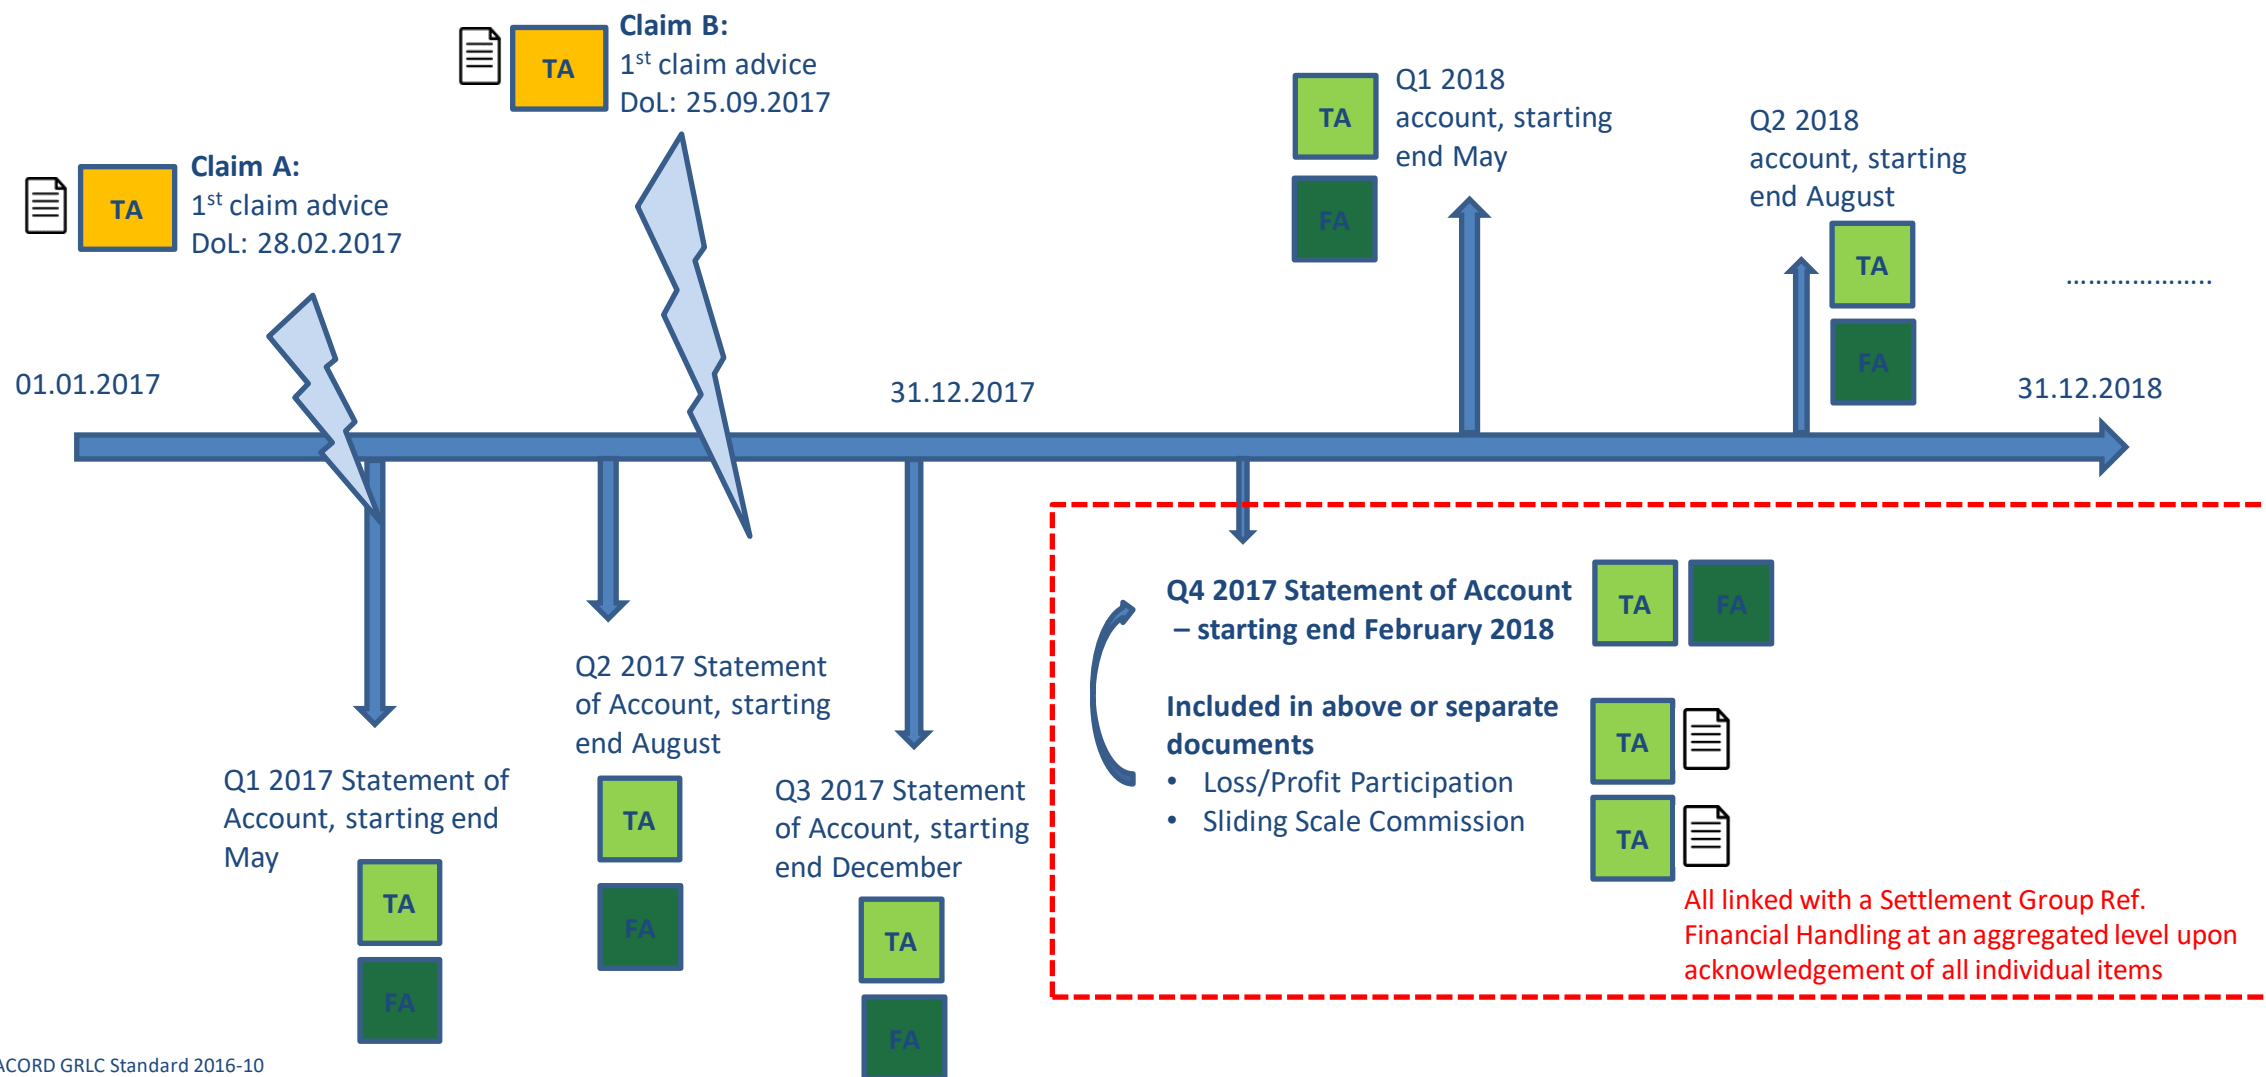 Claim B:
TA
1st claim advice
DoL: 25.09.2017
Claim A:
TA
1st claim advice
DoL: 28.02.2017
Q1 2018
account, starting
end May
TA
FA
Q2 2018
account, starting
end August
TA
FA
………………..
01.01.2017
31.12.2017
31.12.2018
Q1 2017 Statement of
Account, starting end
May
TA
FA
Q2 2017 Statement
of Account, starting
end August
TA
FA
Q3 2017 Statement
of Account, starting
end December
TA
FA
Q4 2017 Statement of Account
– starting end February 2018
TA
FA
Included in above or separate
documents
• Loss/Profit Participation
• Sliding Scale Commission
TA
TA
All linked with a Settlement Group Ref.
Financial Handling at an aggregated level upon
acknowledgement of all individual items
ACORD GRLC Standard 2016-10